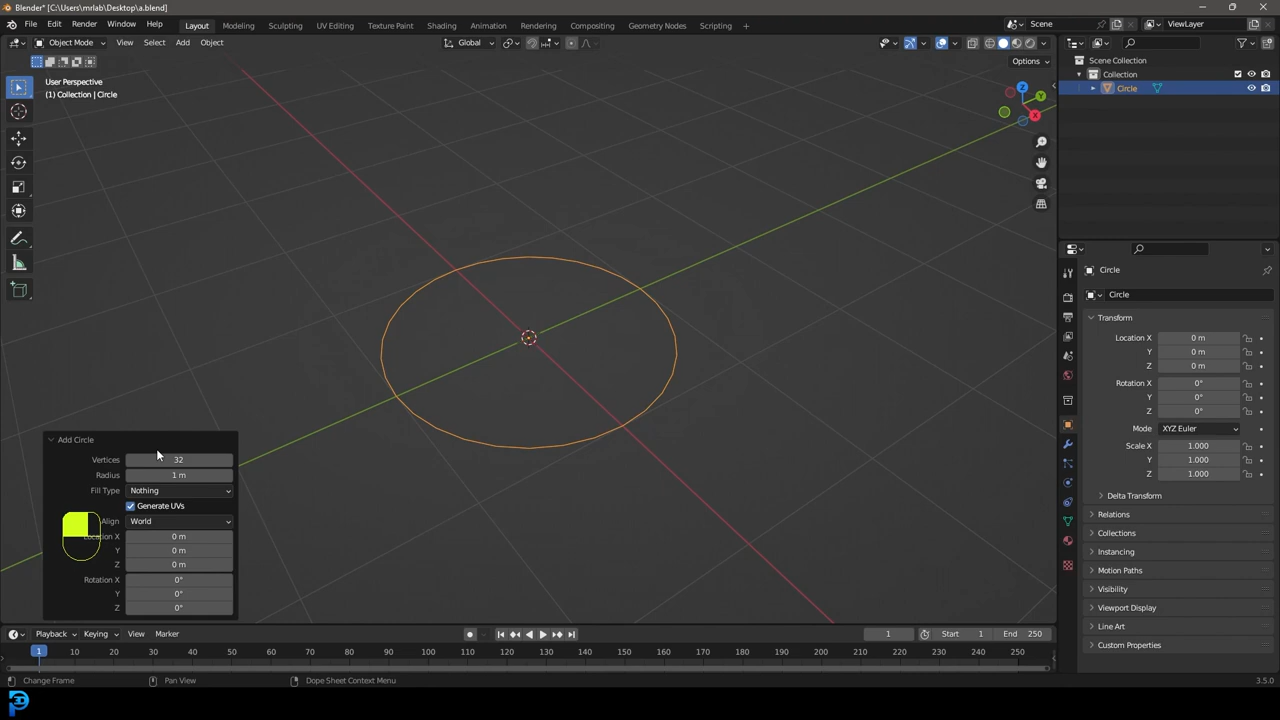 Blender* [C:\Users\mrlab\Desktop\a.blend]
File Edit Render Window Help Layout Modeling Sculpting UV Editing Texture Paint Shading Animation Rendering Compositing Geometry Nodes Scripting + Scene ViewLayer
Object Mode View Select Add Object Global
Options
User Perspective
(1) Collection | Circle
Z
Y
X
Scene Collection
Collection
Circle
Circle
Circle
Transform
Location X 0 m
Y 0 m
Z 0 m
Rotation X 0°
Y 0°
Z 0°
Mode XYZ Euler
Scale X 1.000
Y 1.000
Z 1.000
Delta Transform
Relations
Collections
Instancing
Motion Paths
Visibility
Viewport Display
Line Art
Custom Properties
Add Circle
Vertices 32
Radius 1 m
Fill Type Nothing
Generate UVs
Align World
Location X 0 m
Y 0 m
Z 0 m
Rotation X 0°
Y 0°
Z 0°
Playback Keying View Marker 1 Start 1 End 250
1 10 20 30 40 50 60 70 80 90 100 110 120 130 140 150 160 170 180 190 200 210 220 230 240 250
Change Frame Pan View Dope Sheet Context Menu 3.5.0